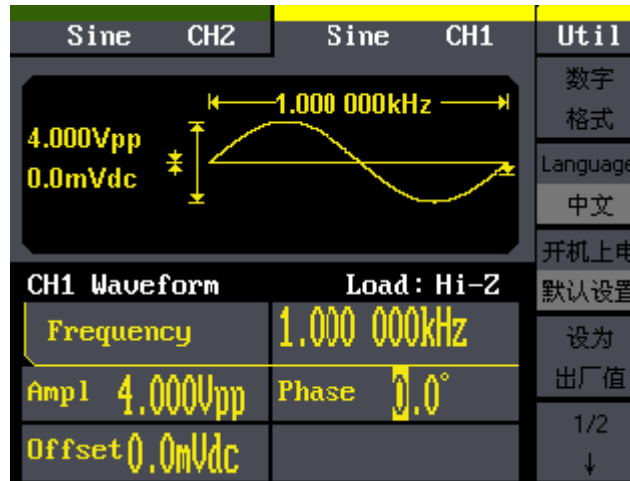 Sine CH2
Sine CH1
Util
1.000 000kHz
4.000Vpp
0.0mVdc
CH1 Waveform
Load: Hi-Z
Frequency
1.000 000kHz
Ampl 4.000Vpp
Phase 0.0°
Offset 0.0mVdc
数字
格式
Language
中文
开机上电
默认设置
设为
出厂值
1/2
↓